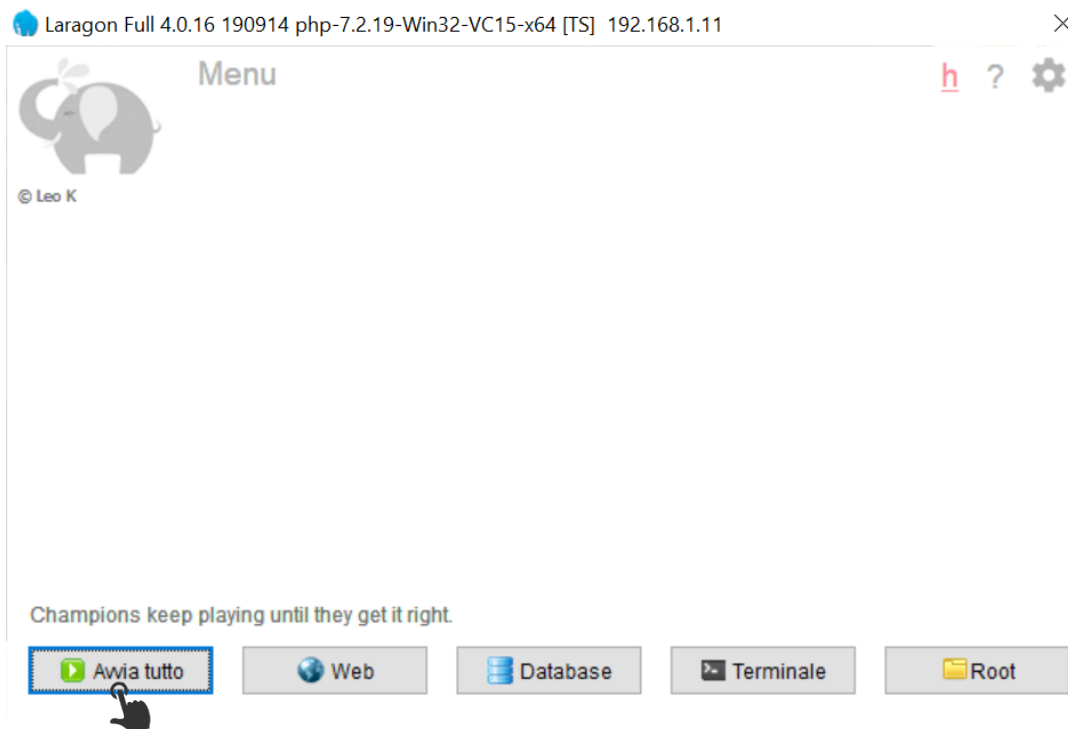 Laragon Full 4.0.16 190914 php-7.2.19-Win32-VC15-x64 [TS] 192.168.1.11
Menu
h ?
© Leo K
Champions keep playing until they get it right.
Avvia tutto Web Database Terminale Root